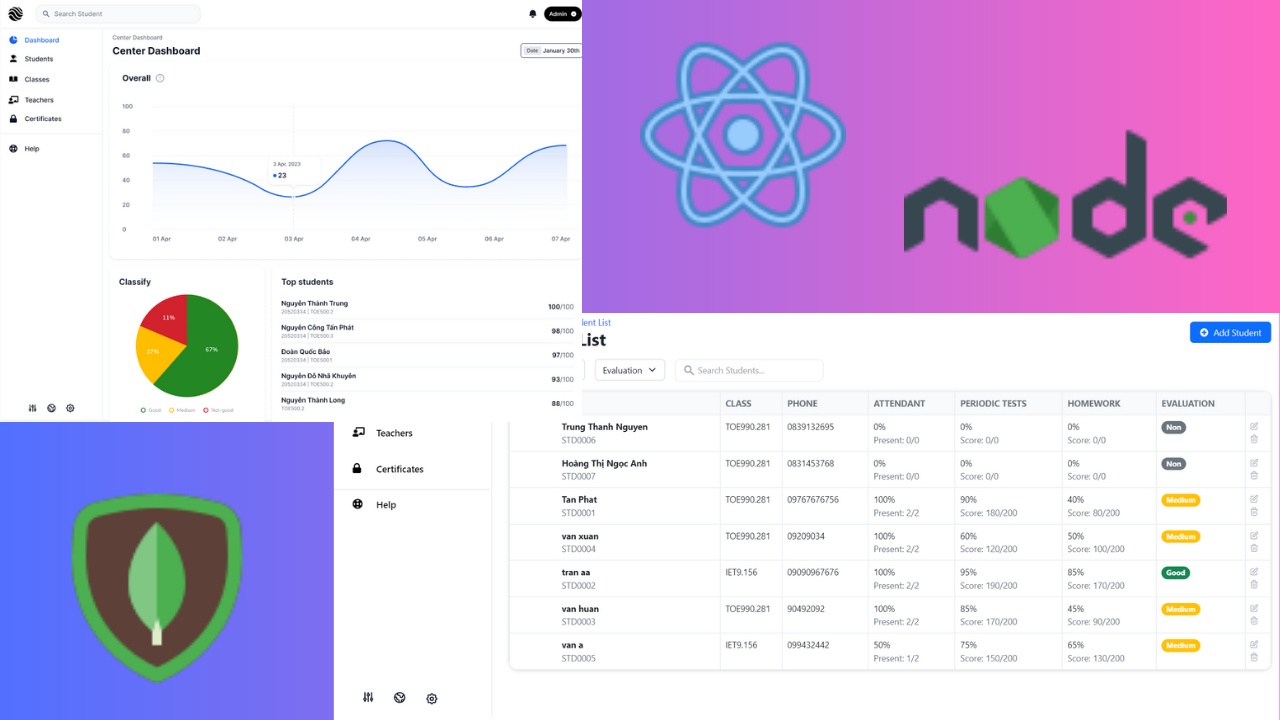 Search Student
Admin
Dashboard
Students
Classes
Teachers
Certificates
Help
Center Dashboard
Center Dashboard
Date January 30th
Overall
100
80
60
40
20
0
3 Apr, 2023
23
01 Apr
02 Apr
03 Apr
04 Apr
05 Apr
06 Apr
07 Apr
Classify
11%
67%
Good
Medium
Not good
Top students
Nguyễn Thành Trung 100/100
20520334 | TOE500.2
Nguyễn Công Tấn Phát 98/100
20520334 | TOE500.3
Đoàn Quốc Bảo 97/100
20520334 | TOE500.1
Nguyễn Đỗ Nhã Khuyên 93/100
20520334 | TOE500.2
Nguyễn Thành Long 88/100
TOE500.2
node
dent List
List
Add Student
Evaluation
Search Students...
CLASS PHONE ATTENDANT PERIODIC TESTS HOMEWORK EVALUATION
Trung Thanh Nguyen TOE990.281 0839132695 0% 0% 0% Non
STD0006 Present: 0/0 Score: 0/0 Score: 0/0
Hoàng Thị Ngọc Anh TOE990.281 0831453768 0% 0% 0% Non
STD0007 Present: 0/0 Score: 0/0 Score: 0/0
Tan Phat TOE990.281 09767676756 100% 90% 40% Medium
STD0001 Present: 2/2 Score: 180/200 Score: 80/200
van xuan TOE990.281 09209034 100% 60% 50% Medium
STD0004 Present: 2/2 Score: 120/200 Score: 100/200
tran aa IET9.156 09090967676 100% 95% 85% Good
STD0002 Present: 2/2 Score: 190/200 Score: 170/200
van huan TOE990.281 90492092 100% 85% 45% Medium
STD0003 Present: 2/2 Score: 170/200 Score: 90/200
van a IET9.156 099432442 50% 75% 65% Medium
STD0005 Present: 1/2 Score: 150/200 Score: 130/200
Teachers
Certificates
Help